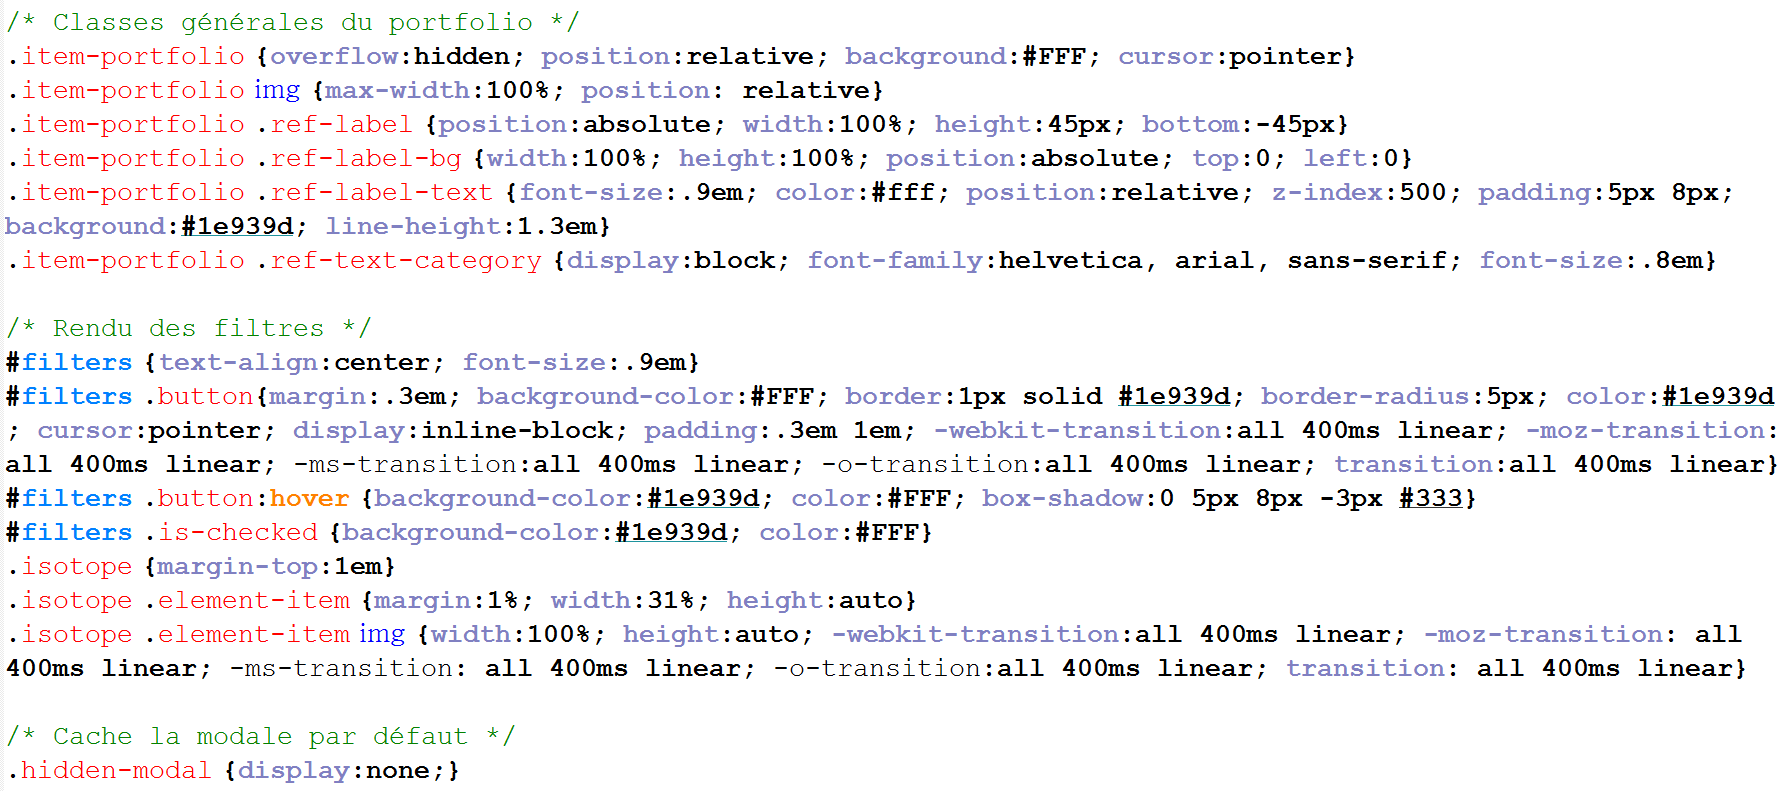 /* Classes générales du portfolio */
.item-portfolio {overflow:hidden; position:relative; background:#FFF; cursor:pointer}
.item-portfolio img {max-width:100%; position: relative}
.item-portfolio .ref-label {position:absolute; width:100%; height:45px; bottom:-45px}
.item-portfolio .ref-label-bg {width:100%; height:100%; position:absolute; top:0; left:0}
.item-portfolio .ref-label-text {font-size:.9em; color:#fff; position:relative; z-index:500; padding:5px 8px;
background:#1e939d; line-height:1.3em}
.item-portfolio .ref-text-category {display:block; font-family:helvetica, arial, sans-serif; font-size:.8em}
/* Rendu des filtres */
#filters {text-align:center; font-size:.9em}
#filters .button{margin:.3em; background-color:#FFF; border:1px solid #1e939d; border-radius:5px; color:#1e939d
; cursor:pointer; display:inline-block; padding:.3em 1em; -webkit-transition:all 400ms linear; -moz-transition:
all 400ms linear; -ms-transition:all 400ms linear; -o-transition:all 400ms linear; transition:all 400ms linear}
#filters .button:hover {background-color:#1e939d; color:#FFF; box-shadow:0 5px 8px -3px #333}
#filters .is-checked {background-color:#1e939d; color:#FFF}
.isotope {margin-top:1em}
.isotope .element-item {margin:1%; width:31%; height:auto}
.isotope .element-item img {width:100%; height:auto; -webkit-transition:all 400ms linear; -moz-transition: all
400ms linear; -ms-transition: all 400ms linear; -o-transition:all 400ms linear; transition: all 400ms linear}
/* Cache la modale par défaut */
.hidden-modal {display:none;}